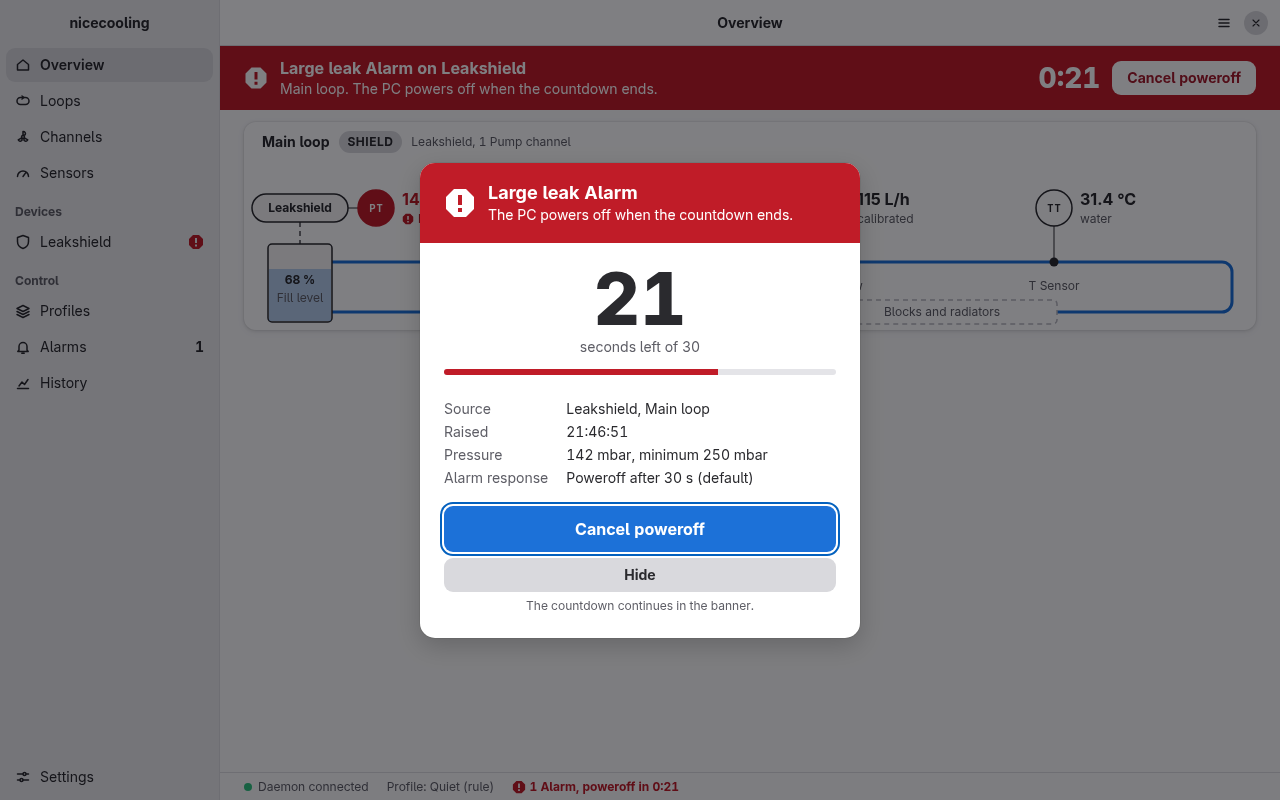 nicecooling
Overview
Overview
Loops
Channels
Sensors
Devices
Leakshield
Control
Profiles
Alarms 1
History
Settings
Large leak Alarm on Leakshield
Main loop. The PC powers off when the countdown ends.
0:21
Cancel poweroff
Main loop SHIELD Leakshield, 1 Pump channel
Leakshield
PT
68 %
Fill level
115 L/h
calibrated
TT
31.4 °C
water
T Sensor
Blocks and radiators
Large leak Alarm
The PC powers off when the countdown ends.
21
seconds left of 30
Source Leakshield, Main loop
Raised 21:46:51
Pressure 142 mbar, minimum 250 mbar
Alarm response Poweroff after 30 s (default)
Cancel poweroff
Hide
The countdown continues in the banner.
Daemon connected Profile: Quiet (rule) 1 Alarm, poweroff in 0:21